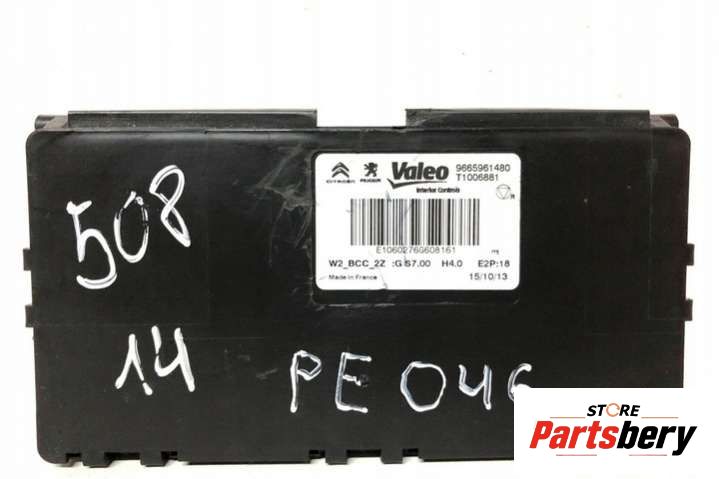 CITROËN PEUGEOT Valeo 9665961480
T1006881
Interior Controls
E10602766608161
W2_BCC_2Z :G S7.00 H4.0 E2P:18
Made in France 15/10/13
508
14
PE 046
STORE
Partsbery